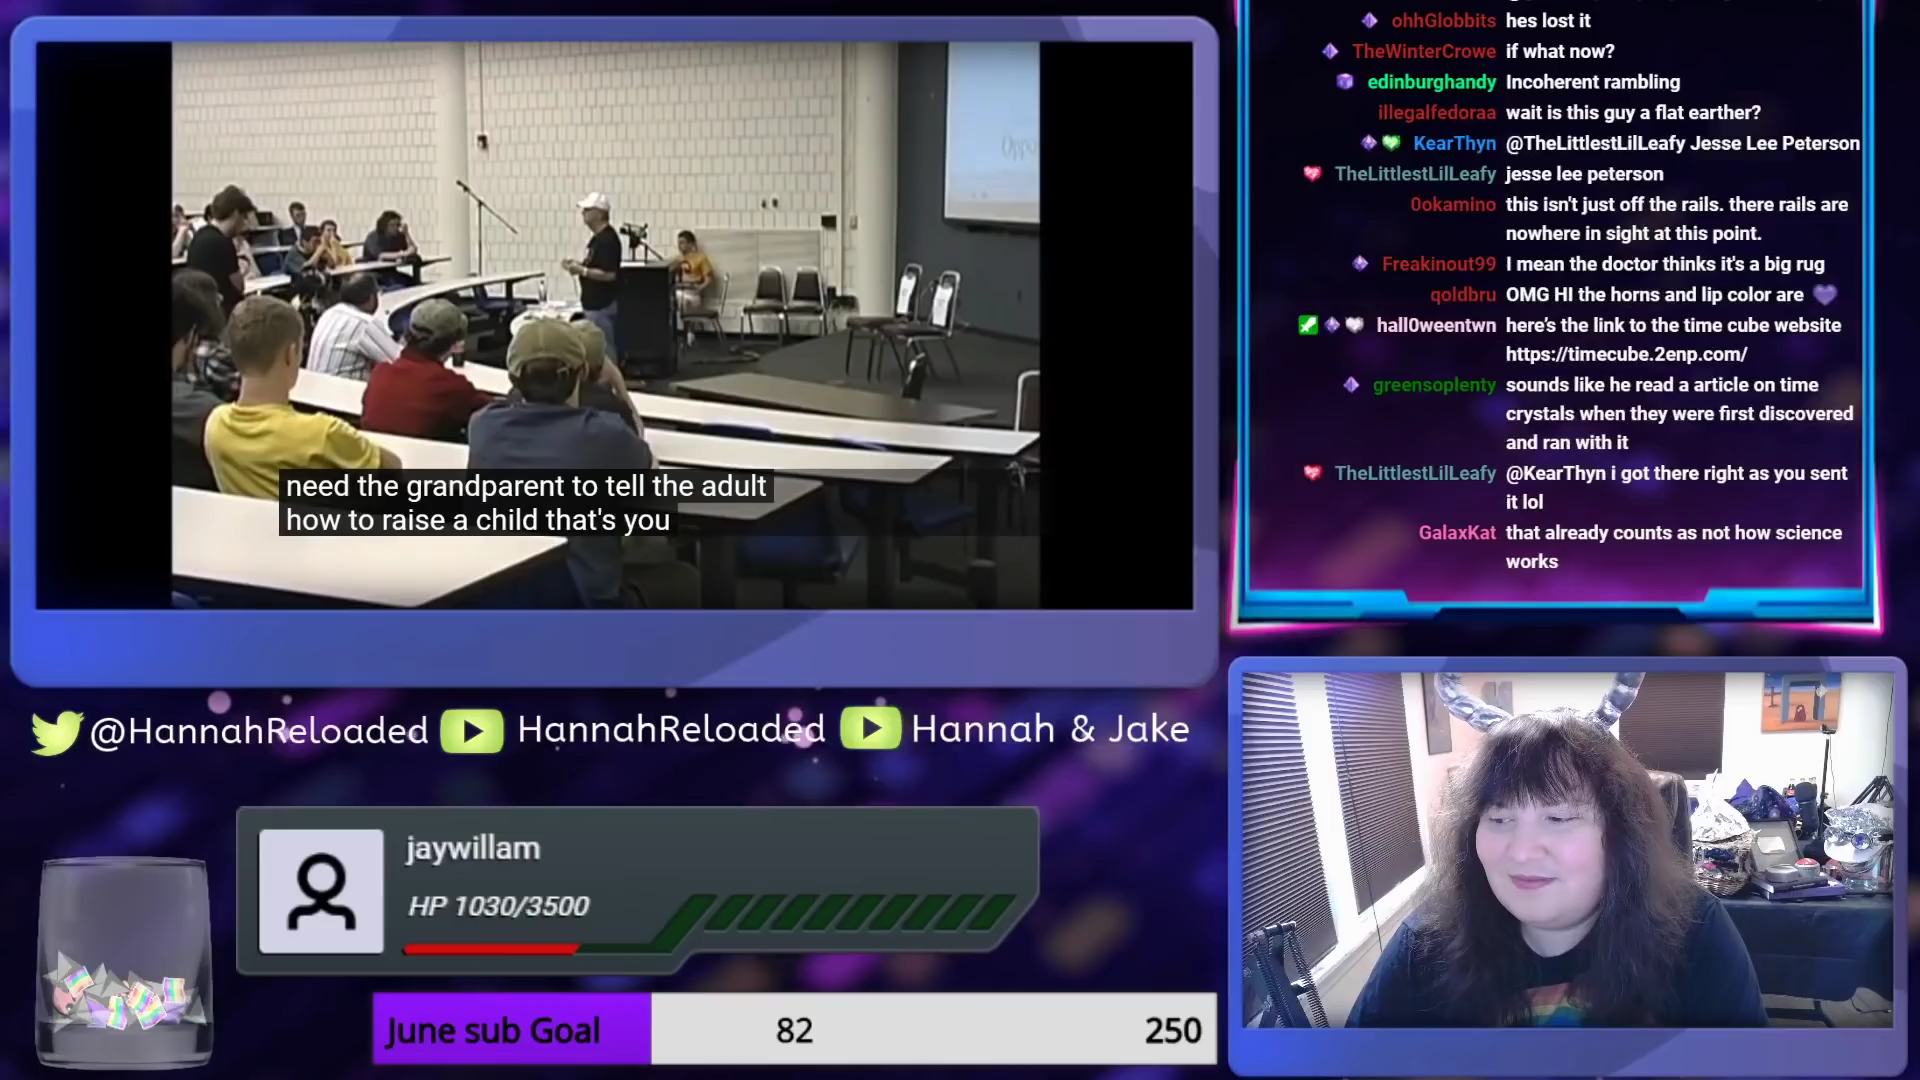 need the grandparent to tell the adult
how to raise a child that's you
ohhGlobbits hes lost it
TheWinterCrowe if what now?
edinburghandy Incoherent rambling
illegalfedoraa wait is this guy a flat earther?
KearThyn @TheLittlestLilLeafy Jesse Lee Peterson
TheLittlestLilLeafy jesse lee peterson
0okamino this isn't just off the rails. there rails are
nowhere in sight at this point.
Freakinout99 I mean the doctor thinks it's a big rug
qoldbru OMG HI the horns and lip color are
hall0weentwn here's the link to the time cube website
https://timecube.2enp.com/
greensoplenty sounds like he read a article on time
crystals when they were first discovered
and ran with it
TheLittlestLilLeafy @KearThyn i got there right as you sent
it lol
GalaxKat that already counts as not how science
works
@HannahReloaded HannahReloaded Hannah & Jake
jaywillam
HP 1030/3500
June sub Goal 82 250